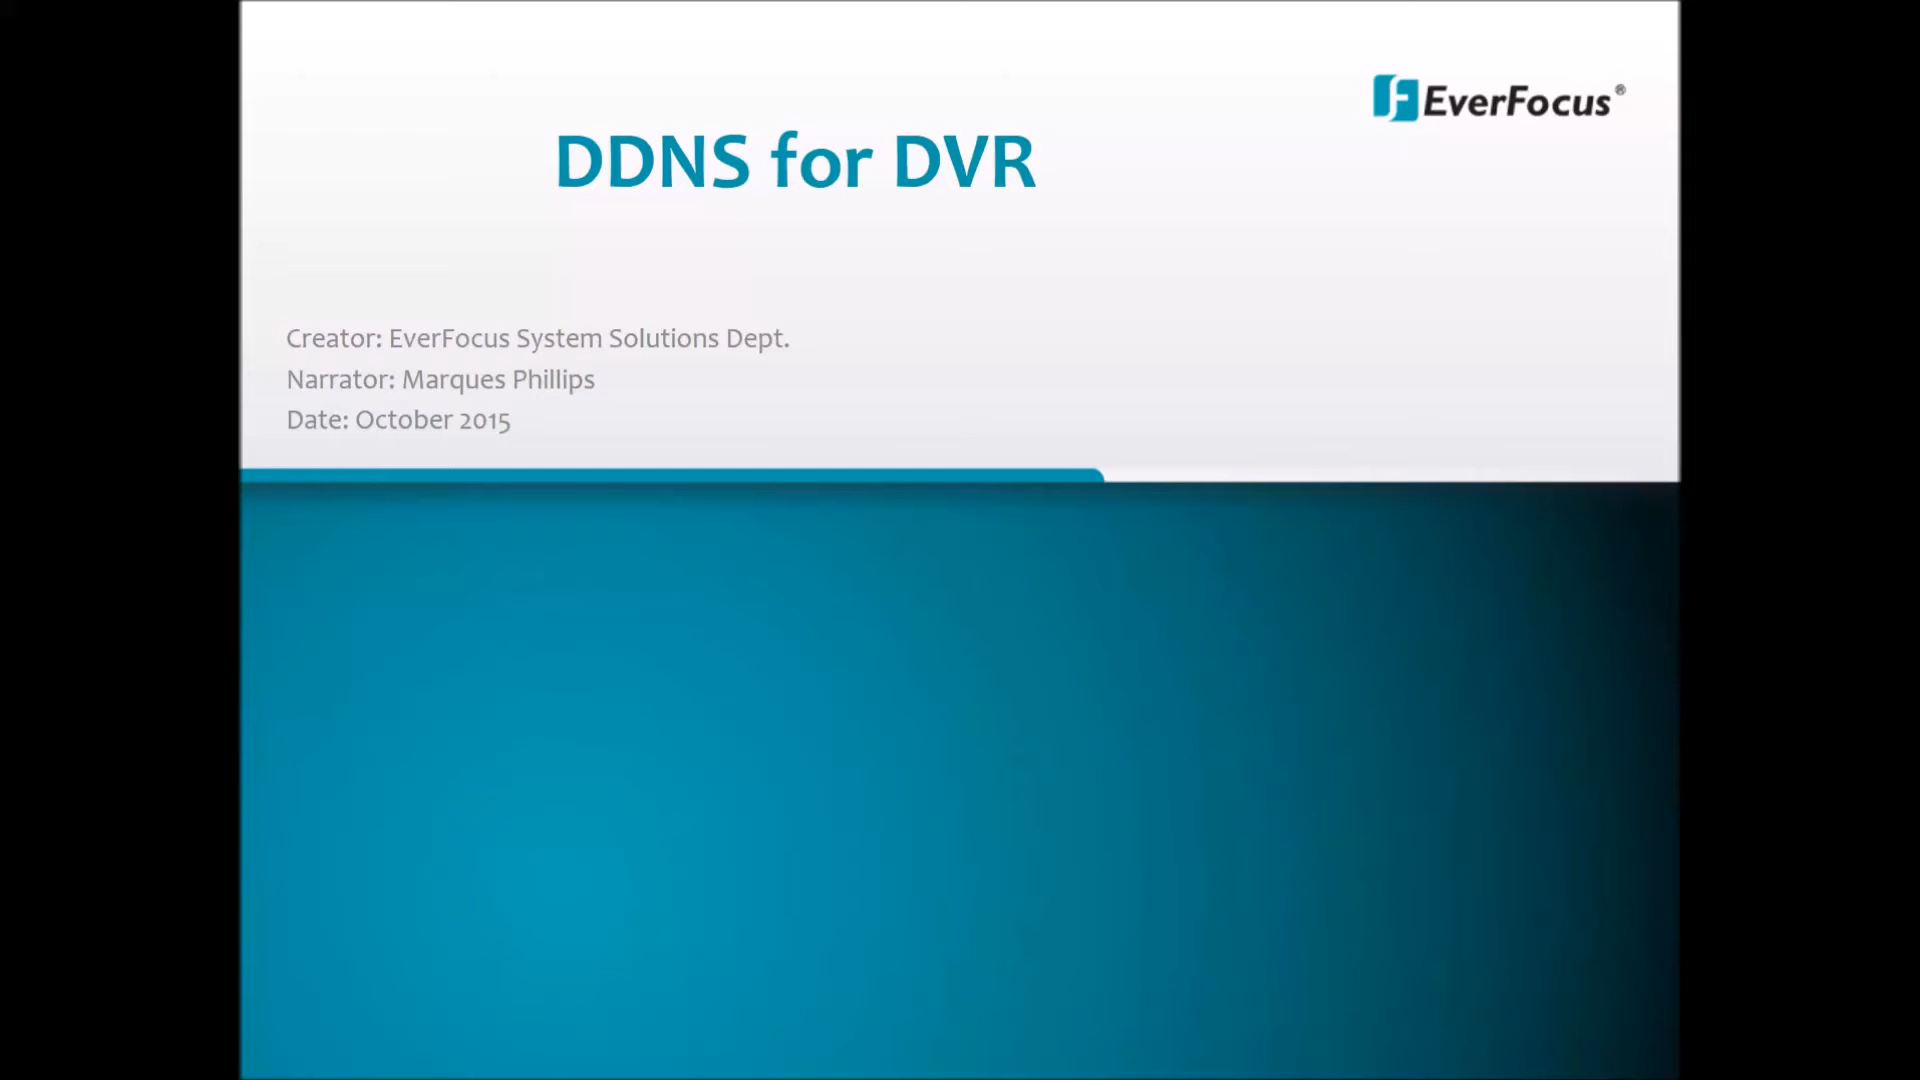 EverFocus®
DDNS for DVR
Creator: EverFocus System Solutions Dept.
Narrator: Marques Phillips
Date: October 2015